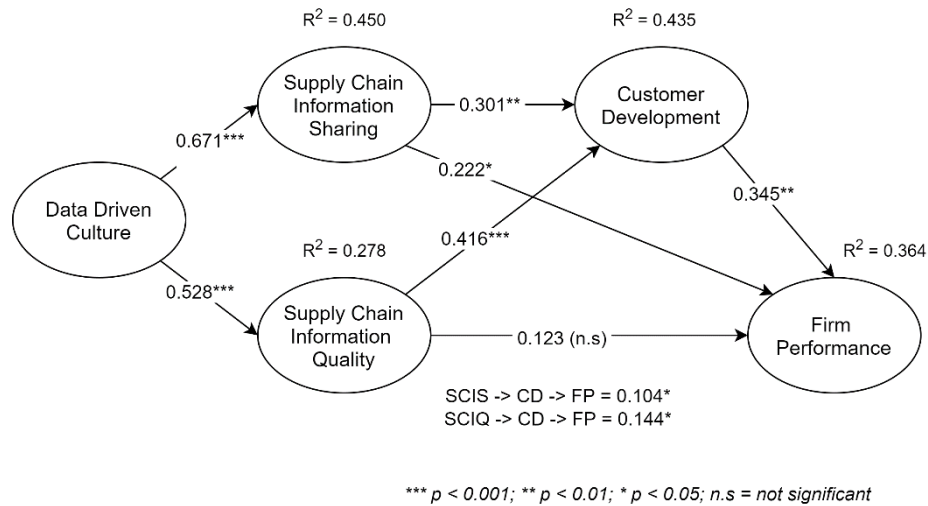 R² = 0.450
R² = 0.435
Supply Chain
Information
Sharing
Customer
Development
0.301**
0.671***
0.222*
0.345**
Data Driven
Culture
0.416***
R² = 0.278
R² = 0.364
0.528***
Supply Chain
Information
Quality
0.123 (n.s)
Firm
Performance
SCIS -> CD -> FP = 0.104*
SCIQ -> CD -> FP = 0.144*
*** p < 0.001; ** p < 0.01; * p < 0.05; n.s = not significant